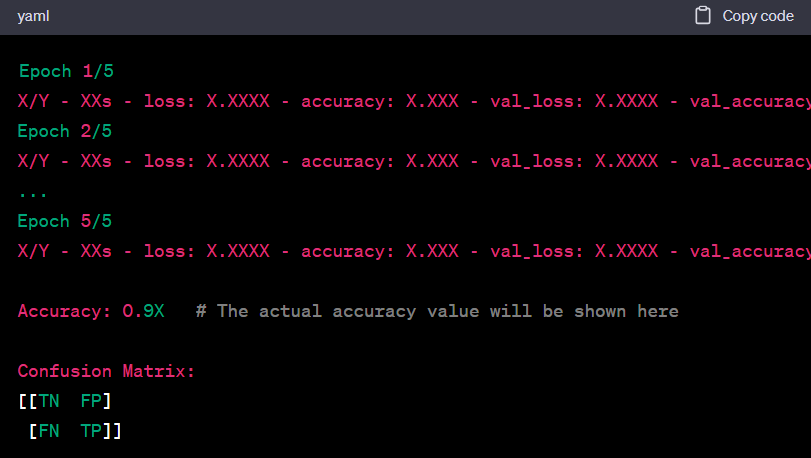 yaml
Copy code
Epoch 1/5
X/Y - XXs - loss: X.XXXX - accuracy: X.XXX - val_loss: X.XXXX - val_accuracy
Epoch 2/5
X/Y - XXs - loss: X.XXXX - accuracy: X.XXX - val_loss: X.XXXX - val_accuracy
...
Epoch 5/5
X/Y - XXs - loss: X.XXXX - accuracy: X.XXX - val_loss: X.XXXX - val_accuracy
Accuracy: 0.9X   # The actual accuracy value will be shown here
Confusion Matrix:
[[TN  FP]
 [FN  TP]]